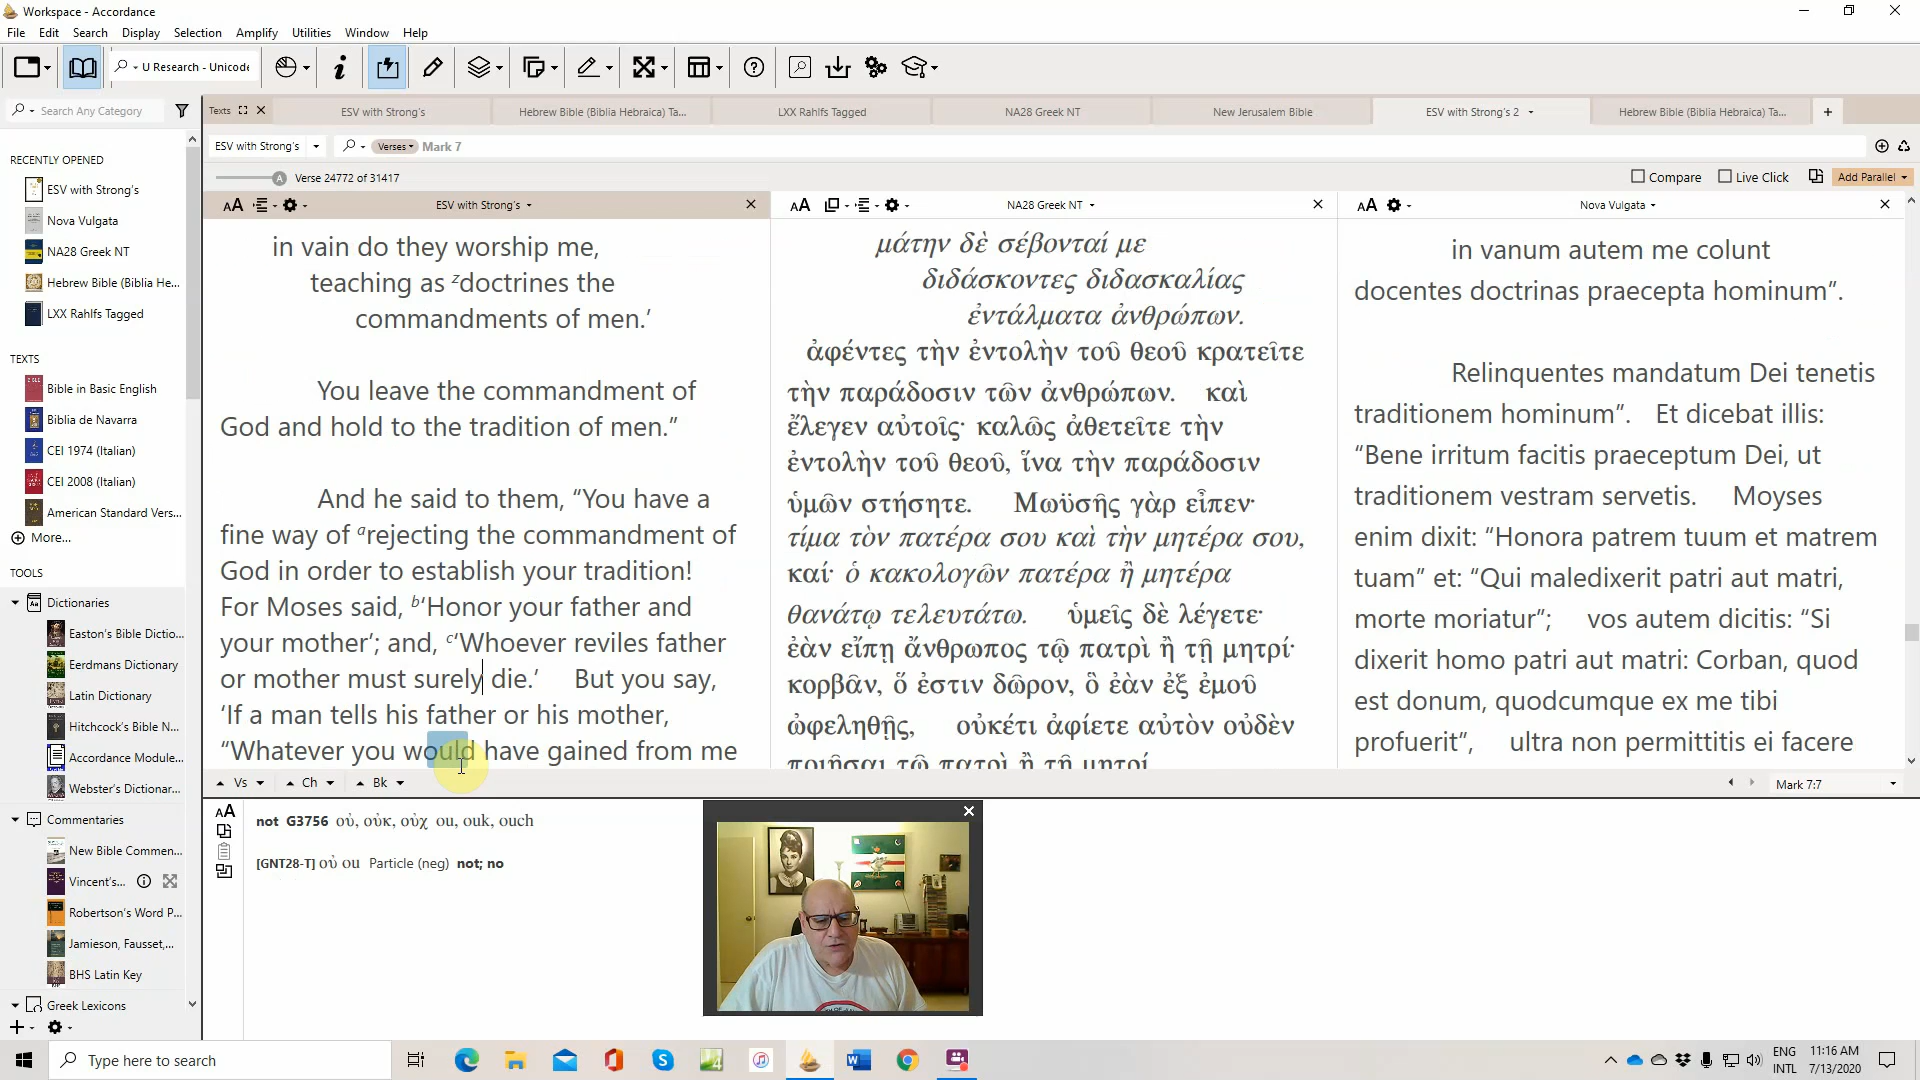 Workspace - Accordance
File Edit Search Display Selection Amplify Utilities Window Help
U Research - Unicode
Search Any Category
Texts
ESV with Strong's
Hebrew Bible (Biblia Hebraica) Ta...
LXX Rahlfs Tagged
NA28 Greek NT
New Jerusalem Bible
ESV with Strong's 2
Hebrew Bible (Biblia Hebraica) Ta...
ESV with Strong's
Verses
Mark 7
Verse 24772 of 31417
Compare
Live Click
Add Parallel
RECENTLY OPENED
ESV with Strong's
Nova Vulgata
NA28 Greek NT
Hebrew Bible (Biblia He...
LXX Rahlfs Tagged
TEXTS
Bible in Basic English
Biblia de Navarra
CEI 1974 (Italian)
CEI 2008 (Italian)
American Standard Vers...
More...
TOOLS
Dictionaries
Easton's Bible Dictio...
Eerdmans Dictionary
Latin Dictionary
Hitchcock's Bible N...
Accordance Module...
Webster's Dictionar...
Commentaries
New Bible Commen...
Vincent's...
Robertson's Word P...
Jamieson, Fausset,...
BHS Latin Key
Greek Lexicons
AA
ESV with Strong's
in vain do they worship me,
teaching as zdoctrines the
commandments of men.’
You leave the commandment of
God and hold to the tradition of men.”
And he said to them, “You have a
fine way of arejecting the commandment of
God in order to establish your tradition!
For Moses said, b‘Honor your father and
your mother’; and, c‘Whoever reviles father
or mother must surely die.’ But you say,
‘If a man tells his father or his mother,
“Whatever you would have gained from me
AA
NA28 Greek NT
μάτην δὲ σέβονταί με
διδάσκοντες διδασκαλίας
ἐντάλματα ἀνθρώπων.
ἀφέντες τὴν ἐντολὴν τοῦ θεοῦ κρατεῖτε
τὴν παράδοσιν τῶν ἀνθρώπων. καὶ
ἔλεγεν αὐτοῖς· καλῶς ἀθετεῖτε τὴν
ἐντολὴν τοῦ θεοῦ, ἵνα τὴν παράδοσιν
ὑμῶν στήσητε. Μωϋσῆς γὰρ εἶπεν·
τίμα τὸν πατέρα σου καὶ τὴν μητέρα σου,
καί· ὁ κακολογῶν πατέρα ἢ μητέρα
θανάτῳ τελευτάτω. ὑμεῖς δὲ λέγετε·
ἐὰν εἴπῃ ἄνθρωπος τῷ πατρὶ ἢ τῇ μητρί·
κορβᾶν, ὅ ἐστιν δῶρον, ὃ ἐὰν ἐξ ἐμοῦ
ὠφεληθῇς, οὐκέτι ἀφίετε αὐτὸν οὐδὲν
ποιῆσαι τῷ πατρὶ ἢ τῇ μητρί,
AA
Nova Vulgata
in vanum autem me colunt
docentes doctrinas praecepta hominum”.
Relinquentes mandatum Dei tenetis
traditionem hominum”. Et dicebat illis:
“Bene irritum facitis praeceptum Dei, ut
traditionem vestram servetis. Moyses
enim dixit: “Honora patrem tuum et matrem
tuam” et: “Qui maledixerit patri aut matri,
morte moriatur”; vos autem dicitis: “Si
dixerit homo patri aut matri: Corban, quod
est donum, quodcumque ex me tibi
profuerit”, ultra non permittitis ei facere
Vs Ch Bk
Mark 7:7
AA
not G3756 οὐ, οὐκ, οὐχ ou, ouk, ouch
[GNT28-T] οὐ ou Particle (neg) not; no
Type here to search
ENG
INTL
11:16 AM
7/13/2020